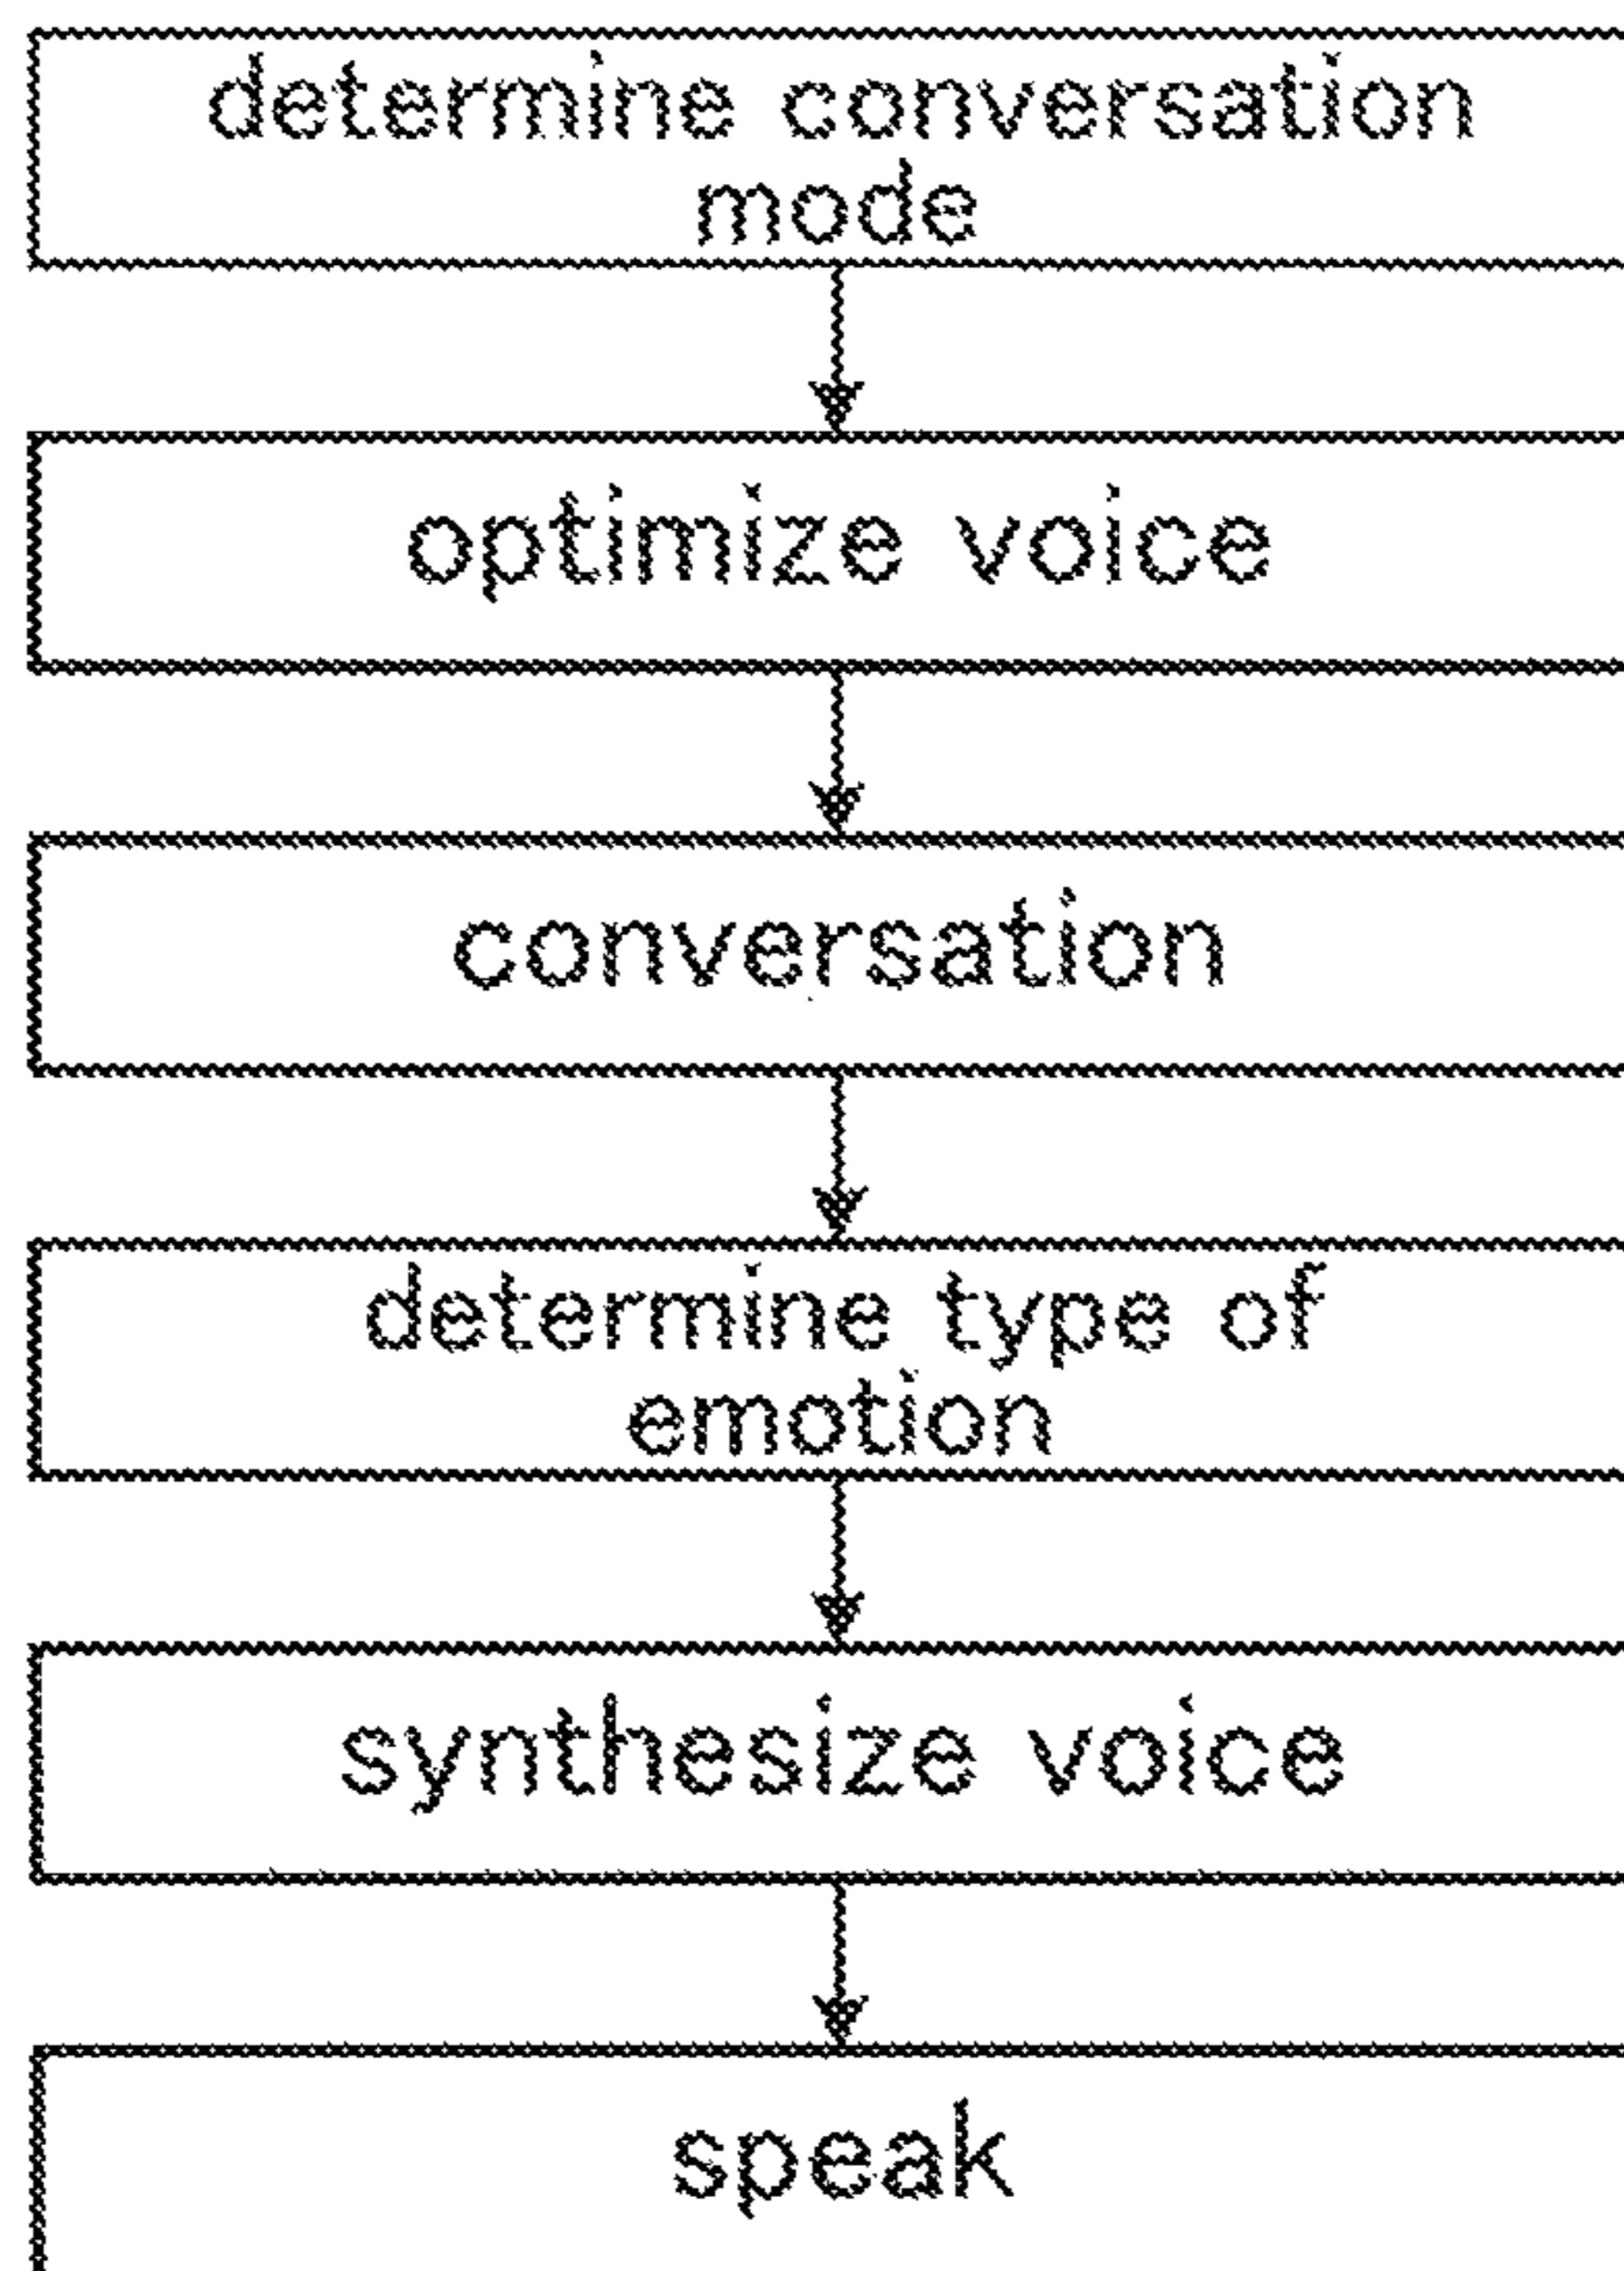 determine conversation
mode
optimize voice
conversation
determine type of
emotion
synthesize voice
speak